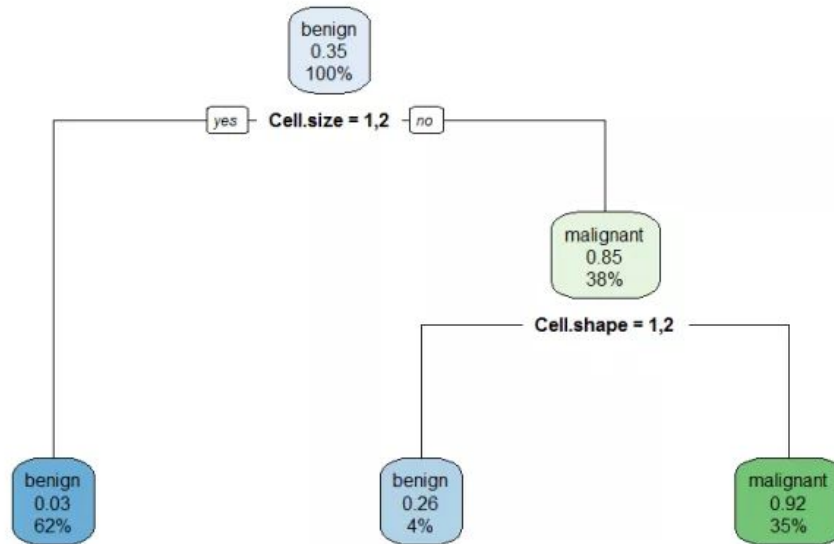 benign
0.35
100%
yes Cell.size = 1,2 no
malignant
0.85
38%
Cell.shape = 1,2
benign
0.03
62%
benign
0.26
4%
malignant
0.92
35%